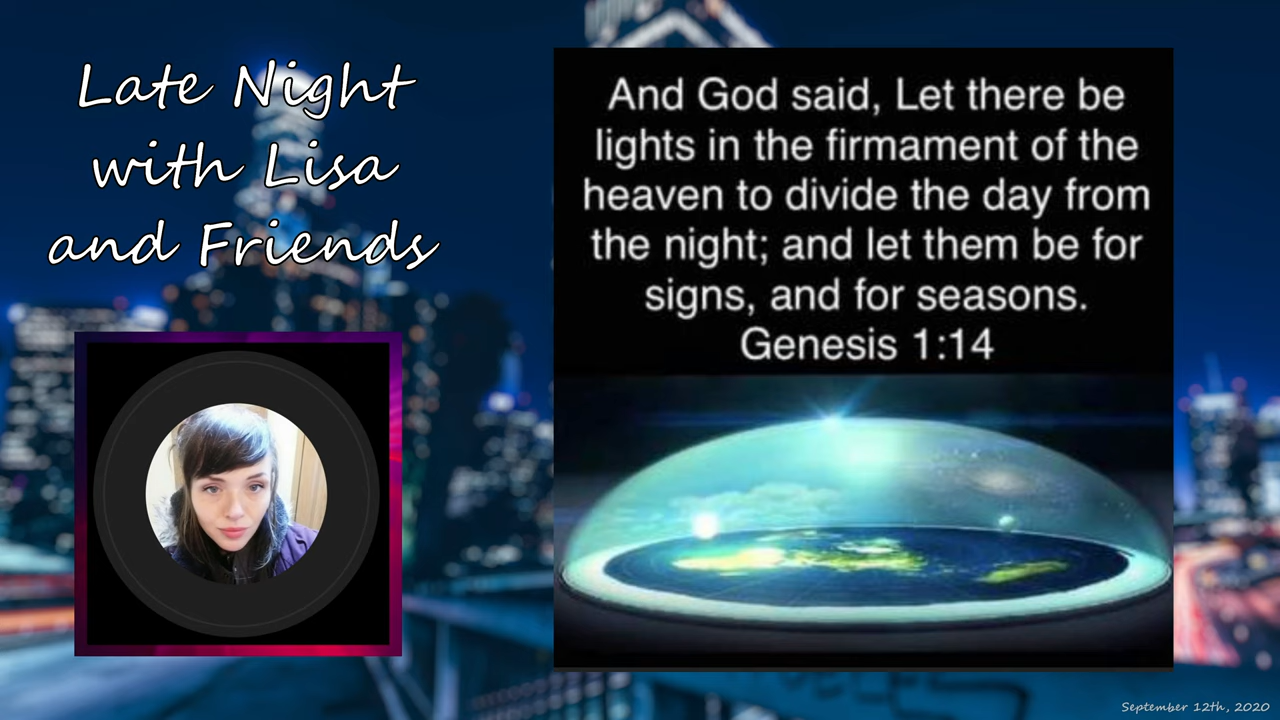 Late Night
with Lisa
and Friends
And God said, Let there be
lights in the firmament of the
heaven to divide the day from
the night; and let them be for
signs, and for seasons.
Genesis 1:14
September 12th, 2020